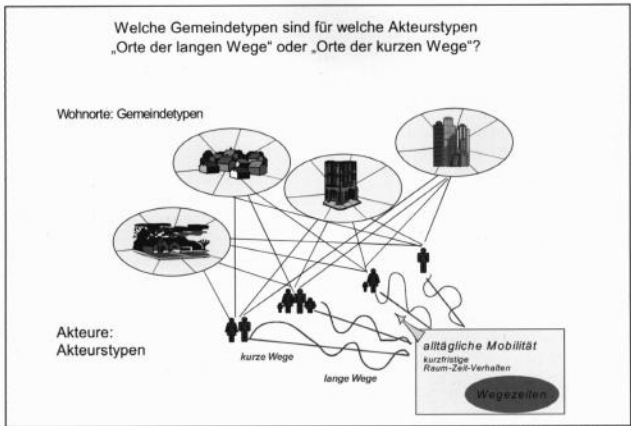 Welche Gemeindetypen sind für welche Akteurstypen
„Orte der langen Wege“ oder „Orte der kurzen Wege“?
Wohnorte: Gemeindetypen
Akteure:
Akteurstypen
kurze Wege
lange Wege
alltägliche Mobilität
kurzfristige
Raum-Zeit-Verhalten
Wegezeiten